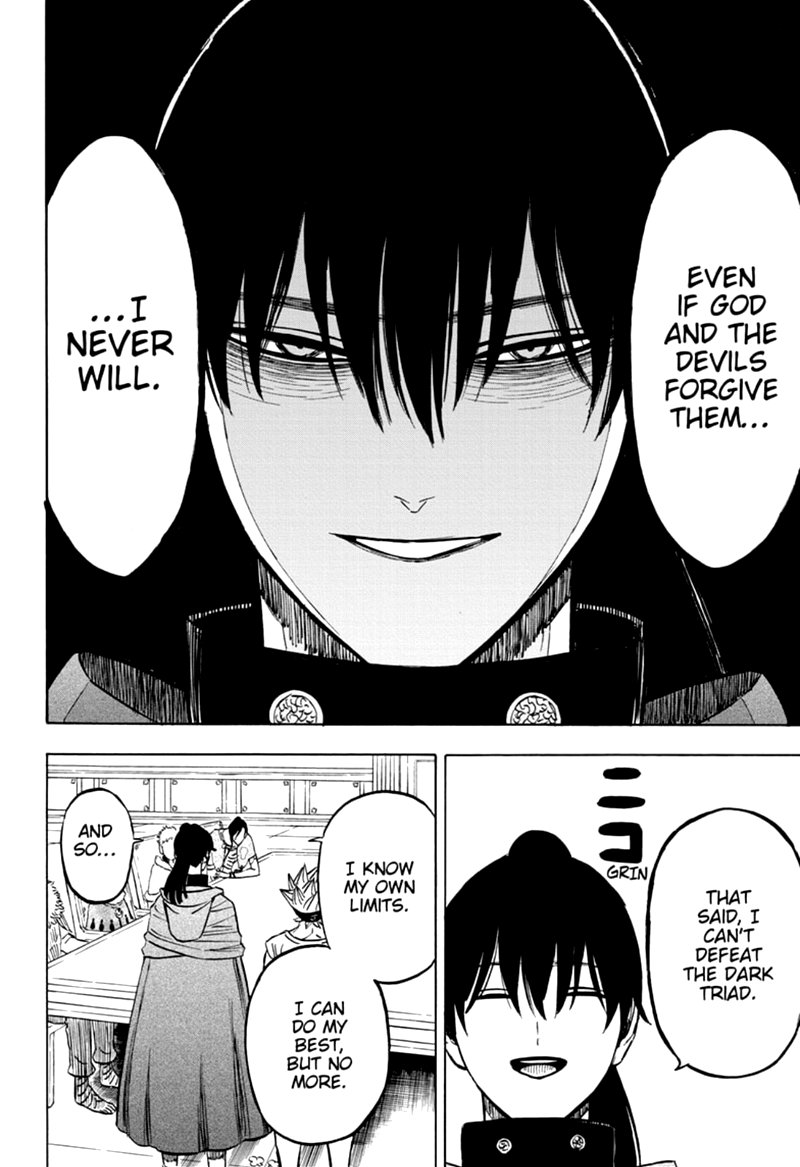 EVEN
IF GOD
AND THE
DEVILS
FORGIVE
THEM...
...I
NEVER
WILL.
ニコ
GRIN
THAT
SAID, I
CAN'T
DEFEAT
THE DARK
TRIAD.
I KNOW
MY OWN
LIMITS.
I CAN
DO MY
BEST,
BUT NO
MORE.
AND
SO...